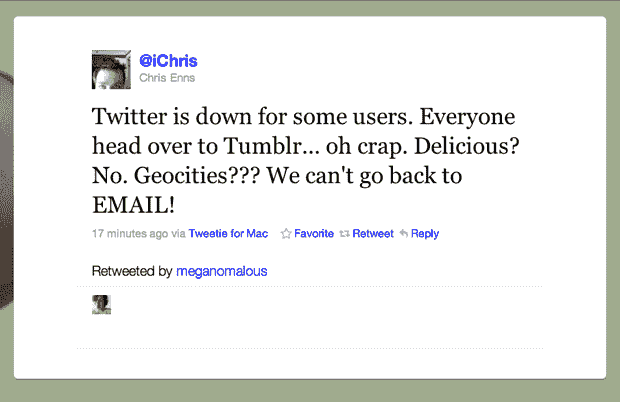 @iChris
Chris Enns
Twitter is down for some users. Everyone
head over to Tumblr... oh crap. Delicious?
No. Geocities??? We can't go back to
EMAIL!
17 minutes ago via Tweetie for Mac Favorite Retweet Reply
Retweeted by meganomalous